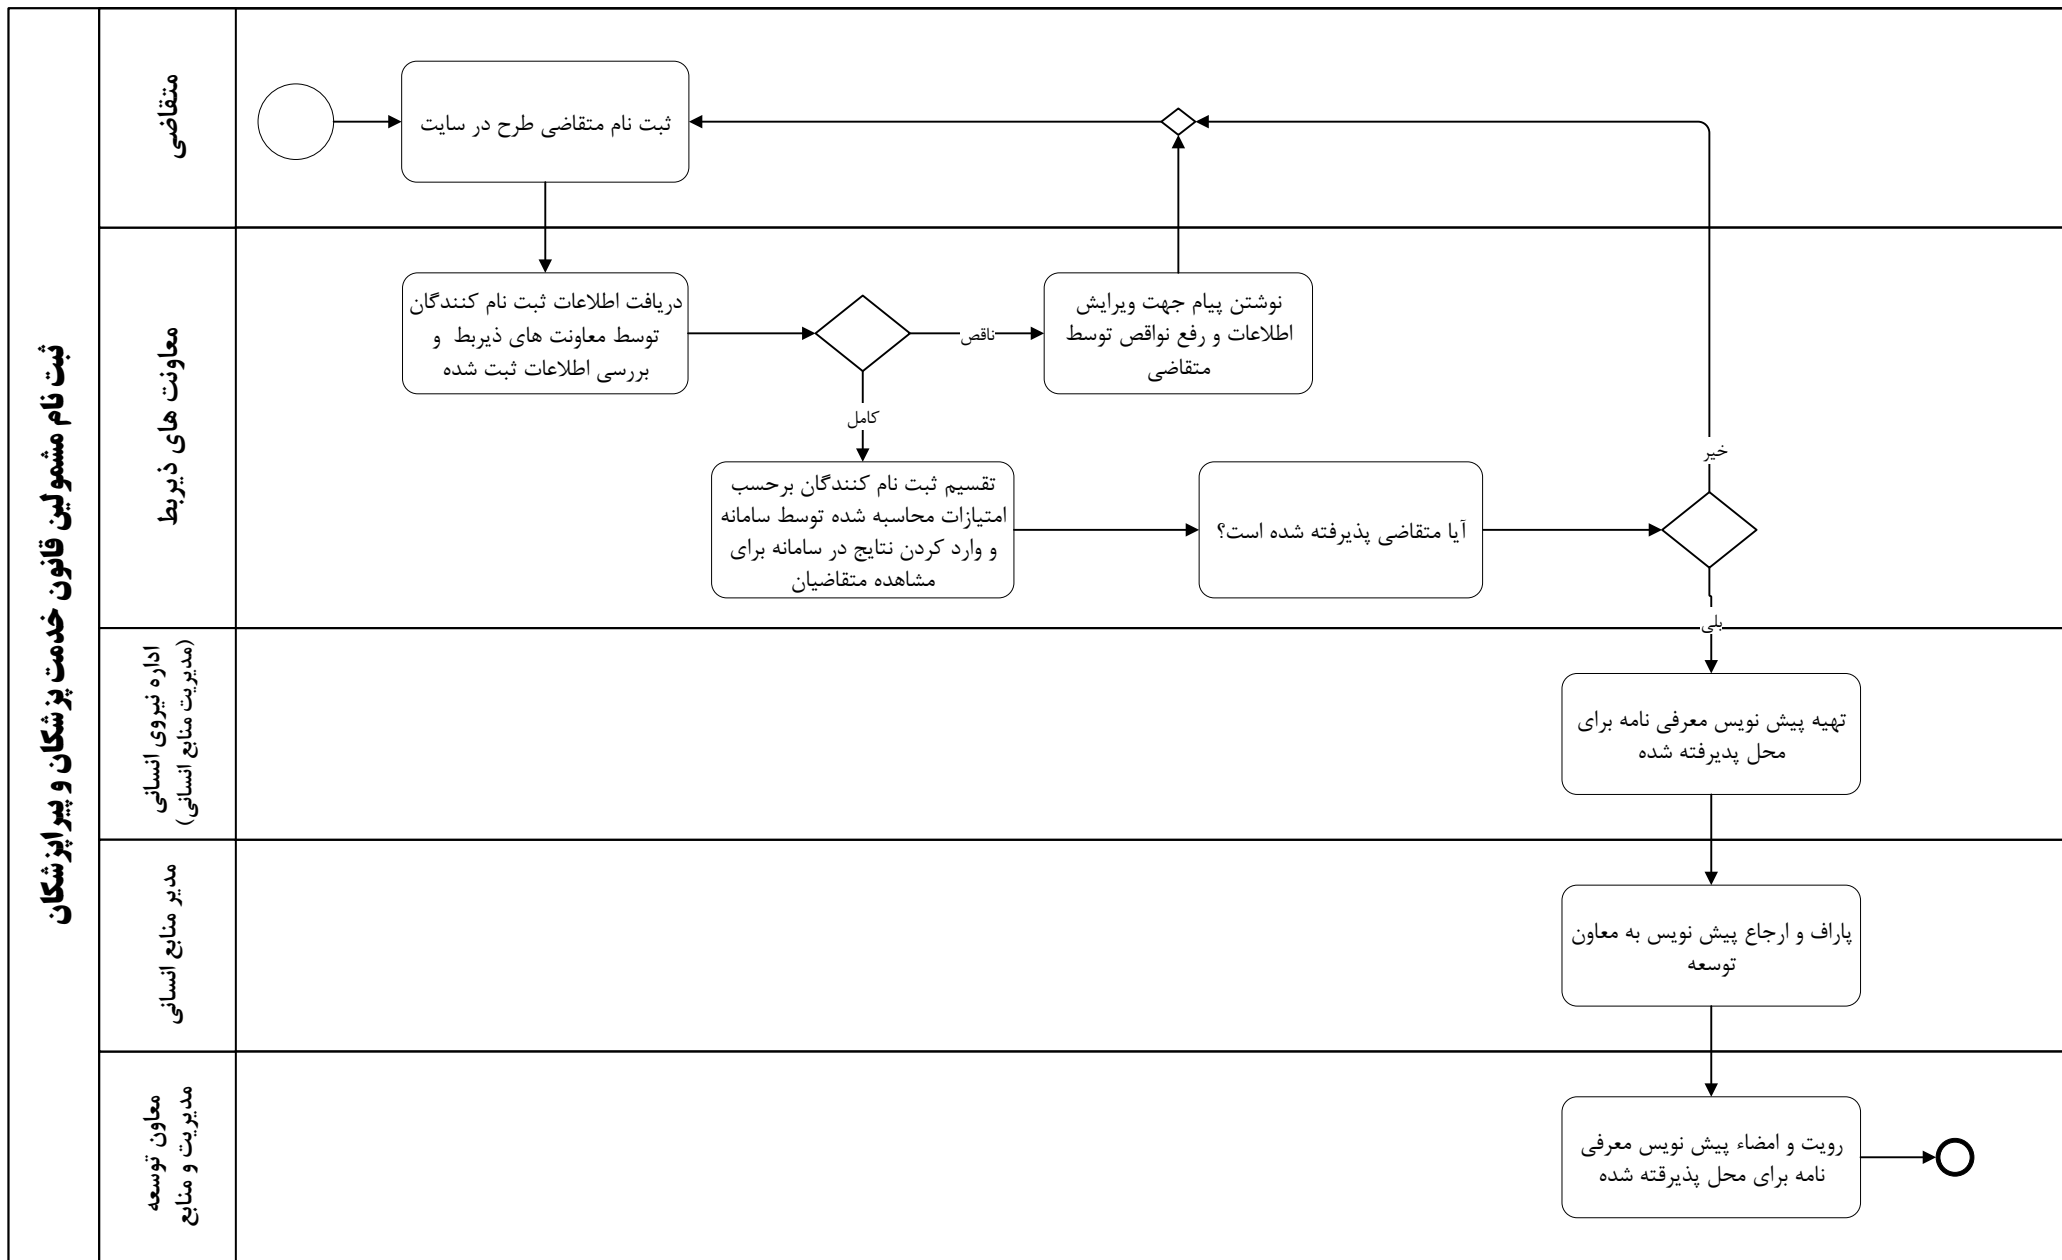 ثبت نام مشمولین قانون خدمت پزشکان و پیراپزشکان
متقاضی
ثبت نام متقاضی طرح در سایت
معاونت های ذیربط
دریافت اطلاعات ثبت نام کنندگان
توسط معاونت های ذیربط و
بررسی اطلاعات ثبت شده
ناقص
نوشتن پیام جهت ویرایش
اطلاعات و رفع نواقص توسط
متقاضی
کامل
تقسیم ثبت نام کنندگان برحسب
امتیازات محاسبه شده توسط سامانه
و وارد کردن نتایج در سامانه برای
مشاهده متقاضیان
آیا متقاضی پذیرفته شده است؟
خیر
بلی
اداره نیروی انسانی
(مدیریت منابع انسانی)
تهیه پیش نویس معرفی نامه برای
محل پدیرفته شده
مدیر منابع انسانی
پاراف و ارجاع پیش نویس به معاون
توسعه
معاون توسعه
مدیریت و منابع
رویت و امضاء پیش نویس معرفی
نامه برای محل پذیرقته شده